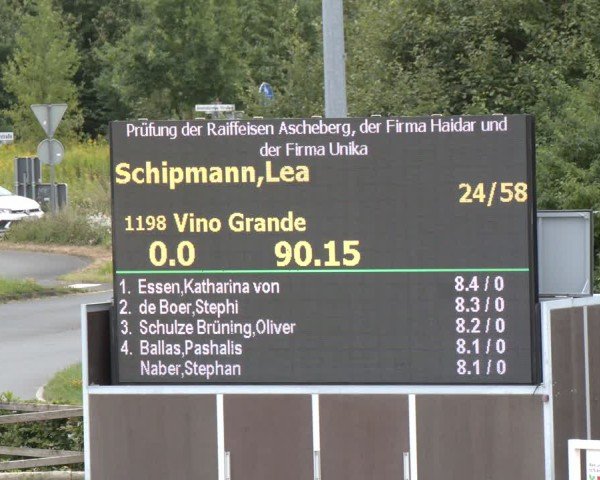 Prüfung der Raiffeisen Ascheberg, der Firma Haidar und
der Firma Unika
Schipmann,Lea
24/58
1198 Vino Grande
0.0 90.15
1. Essen,Katharina von 8.4 / 0
2. de Boer,Stephi 8.3 / 0
3. Schulze Brüning,Oliver 8.2 / 0
4. Ballas,Pashalis 8.1 / 0
Naber,Stephan 8.1 / 0